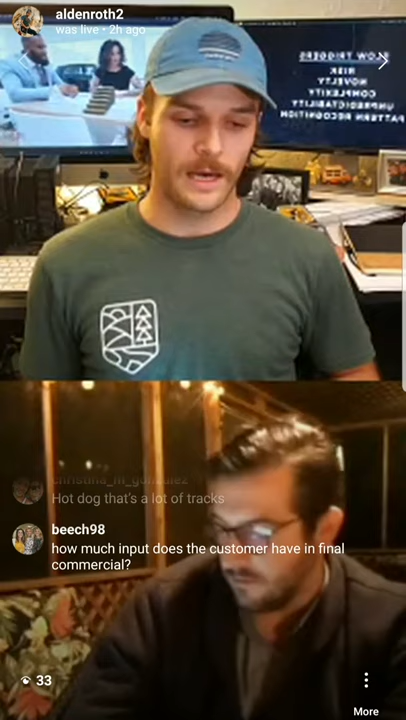 aldenroth2
was live • 2h ago
FLOW TRIGGERS
RISK
NOVELTY
COMPLEXITY
UNPREDICTABILITY
PATTERN RECOGNITION
christina_m_gonzalez
Hot dog that's a lot of tracks
beech98
how much input does the customer have in final
commercial?
33
More